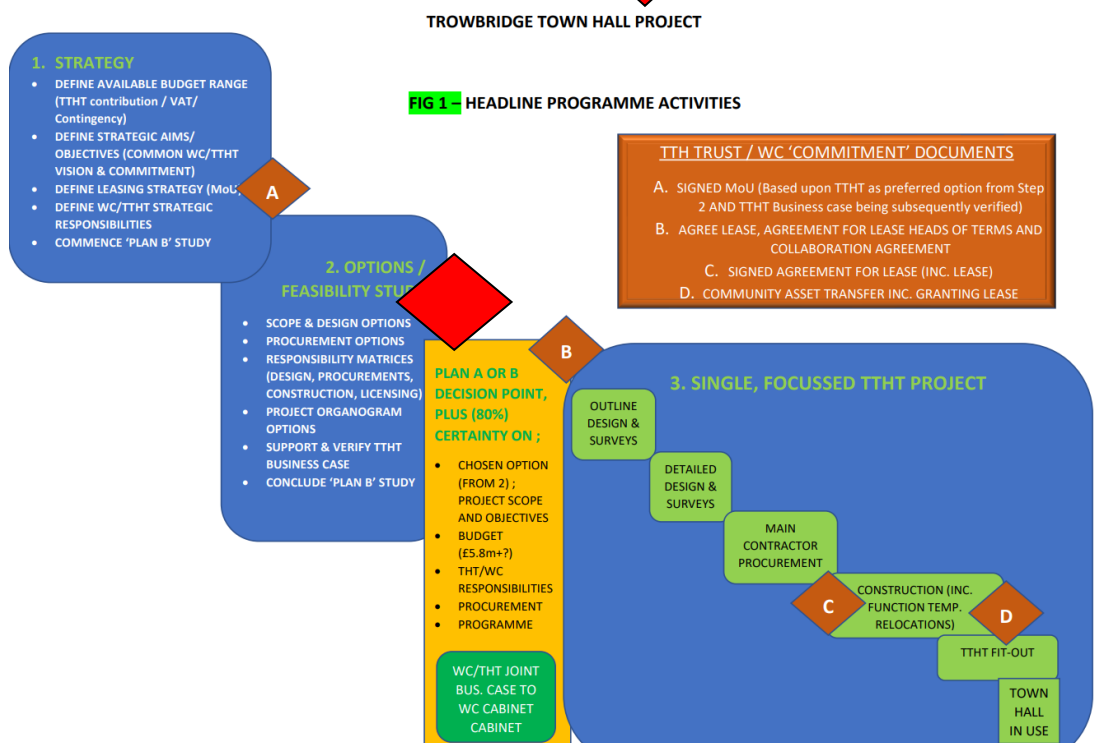 TROWBRIDGE TOWN HALL PROJECT
FIG 1 – HEADLINE PROGRAMME ACTIVITIES
1. STRATEGY
• DEFINE AVAILABLE BUDGET RANGE
(TTHT contribution / VAT/
Contingency)
• DEFINE STRATEGIC AIMS/
OBJECTIVES (COMMON WC/TTHT
VISION & COMMITMENT)
• DEFINE LEASING STRATEGY (MoU)
• DEFINE WC/TTHT STRATEGIC
RESPONSIBILITIES
• COMMENCE ‘PLAN B’ STUDY
A
TTH TRUST / WC ‘COMMITMENT’ DOCUMENTS
A. SIGNED MoU (Based upon TTHT as preferred option from Step
2 AND TTHT Business case being subsequently verified)
B. AGREE LEASE, AGREEMENT FOR LEASE HEADS OF TERMS AND
COLLABORATION AGREEMENT
C. SIGNED AGREEMENT FOR LEASE (INC. LEASE)
D. COMMUNITY ASSET TRANSFER INC. GRANTING LEASE
2. OPTIONS /
FEASIBILITY
• SCOPE & DESIGN OPTIONS
• PROCUREMENT OPTIONS
• RESPONSIBILITY MATRICES
(DESIGN, PROCUREMENTS,
CONSTRUCTION, LICENSING)
• PROJECT ORGANOGRAM
OPTIONS
• SUPPORT & VERIFY TTHT
BUSINESS CASE
• CONCLUDE ‘PLAN B’ STUDY
PLAN A OR B
DECISION POINT,
PLUS (80%)
CERTAINTY ON ;
• CHOSEN OPTION
(FROM 2) ;
PROJECT SCOPE
AND OBJECTIVES
• BUDGET
(£5.8m+?)
• THT/WC
RESPONSIBILITIES
• PROCUREMENT
• PROGRAMME
WC/THT JOINT
BUS. CASE TO
WC CABINET
CABINET
B
3. SINGLE, FOCUSSED TTHT PROJECT
OUTLINE
DESIGN &
SURVEYS
DETAILED
DESIGN &
SURVEYS
MAIN
CONTRACTOR
PROCUREMENT
C
CONSTRUCTION (INC.
FUNCTION TEMP.
RELOCATIONS)
D
TTHT FIT-OUT
TOWN
HALL
IN USE